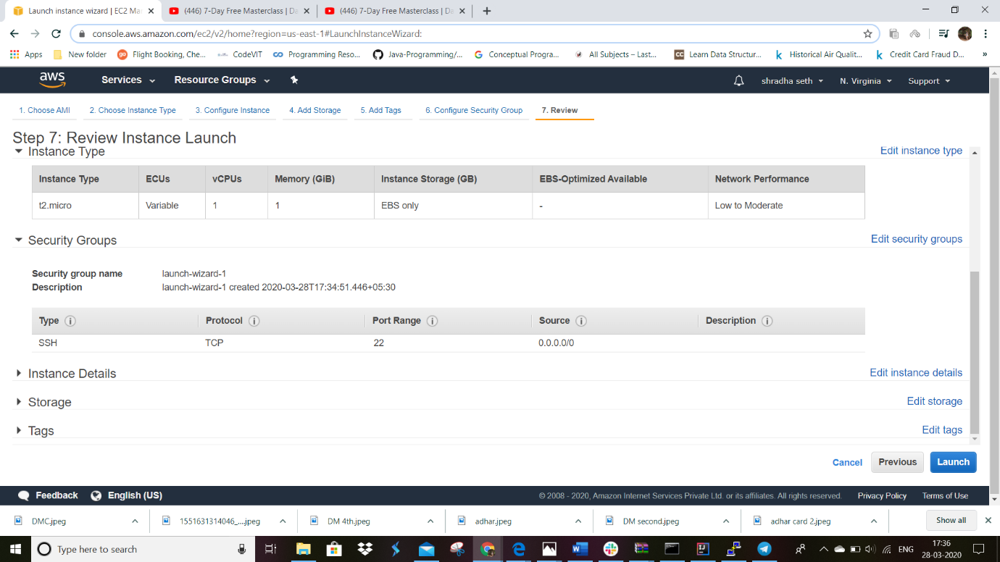 Launch instance wizard | EC2 Ma
(446) 7-Day Free Masterclass | Da
(446) 7-Day Free Masterclass | Da
console.aws.amazon.com/ec2/v2/home?region=us-east-1#LaunchInstanceWizard:
Apps New folder Flight Booking, Che... CodeVIT Programming Reso... Java-Programming/... Conceptual Progra... All Subjects – Last... Learn Data Structur... Historical Air Qualit... Credit Card Fraud D... »
aws Services Resource Groups shradha seth N. Virginia Support
1. Choose AMI 2. Choose Instance Type 3. Configure Instance 4. Add Storage 5. Add Tags 6. Configure Security Group 7. Review
Step 7: Review Instance Launch
Instance Type Edit instance type
Instance Type ECUs vCPUs Memory (GiB) Instance Storage (GB) EBS-Optimized Available Network Performance
t2.micro Variable 1 1 EBS only - Low to Moderate
Security Groups Edit security groups
Security group name launch-wizard-1
Description launch-wizard-1 created 2020-03-28T17:34:51.446+05:30
Type Protocol Port Range Source Description
SSH TCP 22 0.0.0.0/0
Instance Details Edit instance details
Storage Edit storage
Tags Edit tags
Cancel Previous Launch
Feedback English (US) © 2008 - 2020, Amazon Internet Services Private Ltd. or its affiliates. All rights reserved. Privacy Policy Terms of Use
DMC.jpeg 1551631314046_....jpeg DM 4th.jpeg adhar.jpeg DM second.jpeg adhar card 2.jpeg Show all
Type here to search ENG 17:36
28-03-2020